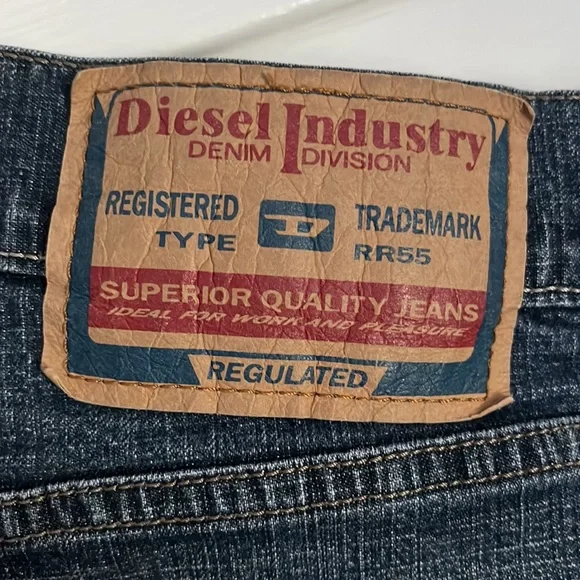 Diesel Industry
DENIM DIVISION
REGISTERED TRADEMARK
TYPE RR55
SUPERIOR QUALITY JEANS
IDEAL FOR WORK AND PLEASURE
REGULATED